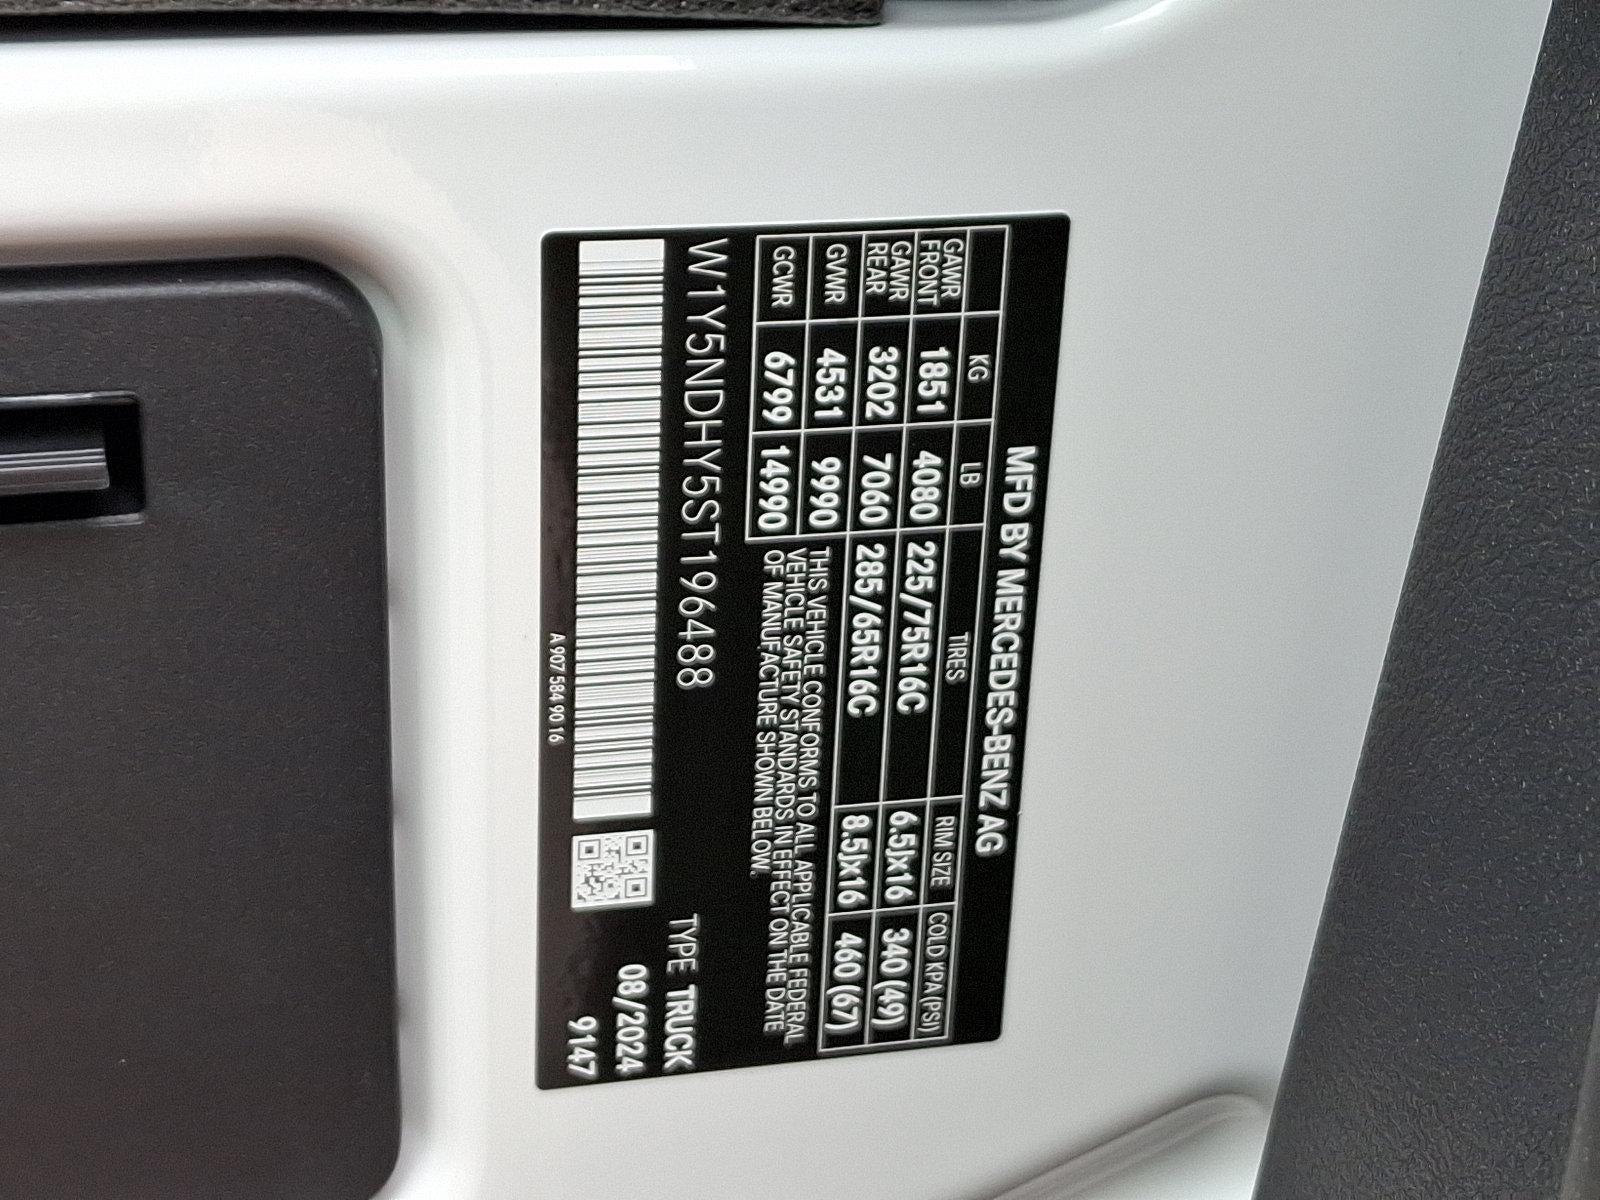 MFD BY MERCEDES-BENZ AG
KG LB TIRES RIM SIZE COLD KPA (PSI)
GAWR FRONT 1851 4080 225/75R16C 6.5Jx16 340 (49)
GAWR REAR 3202 7060 285/65R16C 8.5Jx16 460 (67)
GVWR 4531 9990
GCWR 6799 14990
THIS VEHICLE CONFORMS TO ALL APPLICABLE FEDERAL
VEHICLE SAFETY STANDARDS IN EFFECT ON THE DATE
OF MANUFACTURE SHOWN BELOW.
W1Y5NDHY5ST196488
TYPE TRUCK
08/2024
9147
A 907 584 90 16